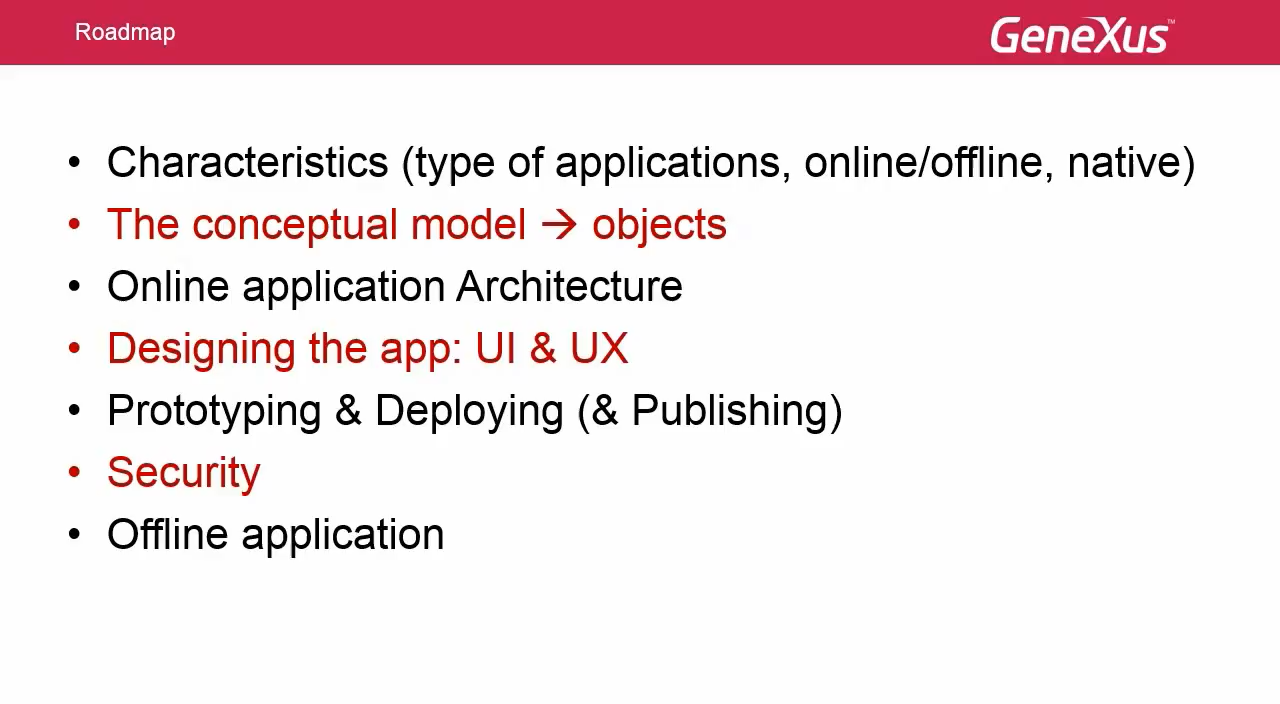 Roadmap
GeneXus™
• Characteristics (type of applications, online/offline, native)
• The conceptual model → objects
• Online application Architecture
• Designing the app: UI & UX
• Prototyping & Deploying (& Publishing)
• Security
• Offline application